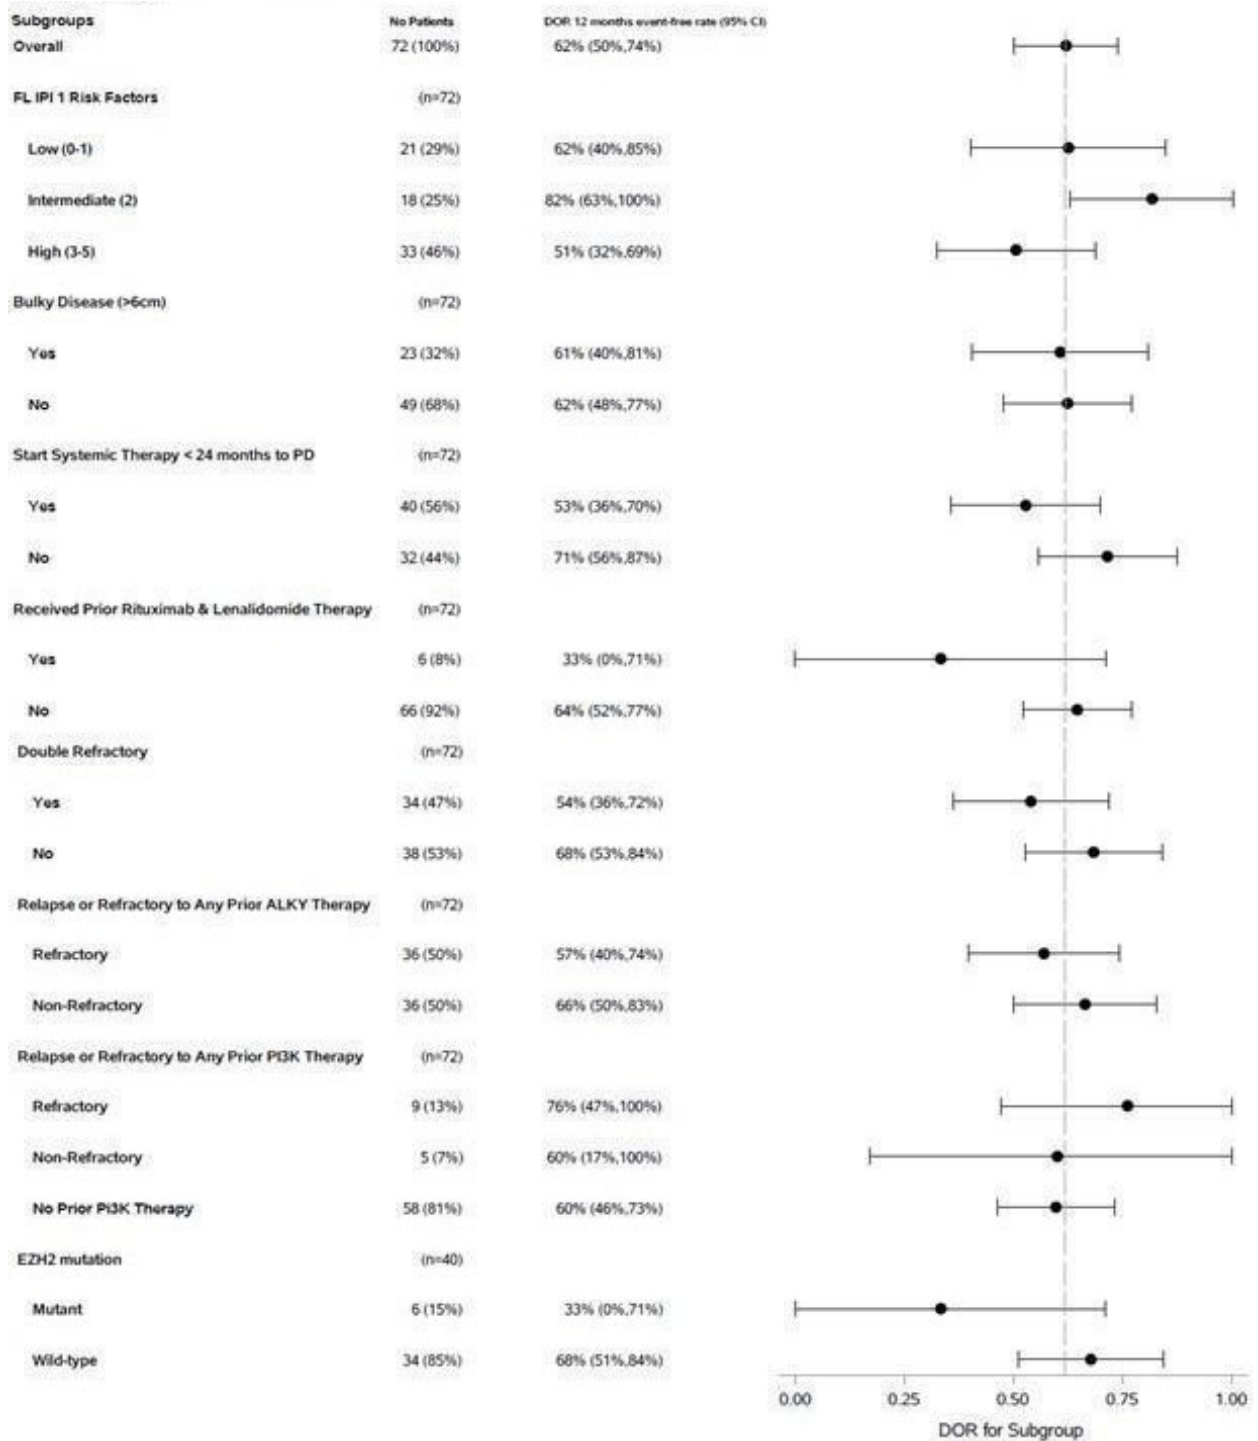 Subgroups No Patients DOR 12 months event-free rate (95% CI)
Overall 72 (100%) 62% (50%,74%)
FL IPI 1 Risk Factors (n=72)
Low (0-1) 21 (29%) 62% (40%,85%)
Intermediate (2) 18 (25%) 82% (63%,100%)
High (3-5) 33 (46%) 51% (32%,69%)
Bulky Disease (>6cm) (n=72)
Yes 23 (32%) 61% (40%,81%)
No 49 (68%) 62% (48%,77%)
Start Systemic Therapy < 24 months to PD (n=72)
Yes 40 (56%) 53% (36%,70%)
No 32 (44%) 71% (56%,87%)
Received Prior Rituximab & Lenalidomide Therapy (n=72)
Yes 6 (8%) 33% (0%,71%)
No 66 (92%) 64% (52%,77%)
Double Refractory (n=72)
Yes 34 (47%) 54% (36%,72%)
No 38 (53%) 68% (53%,84%)
Relapse or Refractory to Any Prior ALKY Therapy (n=72)
Refractory 36 (50%) 57% (40%,74%)
Non-Refractory 36 (50%) 66% (50%,83%)
Relapse or Refractory to Any Prior PI3K Therapy (n=72)
Refractory 9 (13%) 76% (47%,100%)
Non-Refractory 5 (7%) 60% (17%,100%)
No Prior PI3K Therapy 58 (81%) 60% (46%,73%)
EZH2 mutation (n=40)
Mutant 6 (15%) 33% (0%,71%)
Wild-type 34 (85%) 68% (51%,84%)
0.00 0.25 0.50 0.75 1.00
DOR for Subgroup